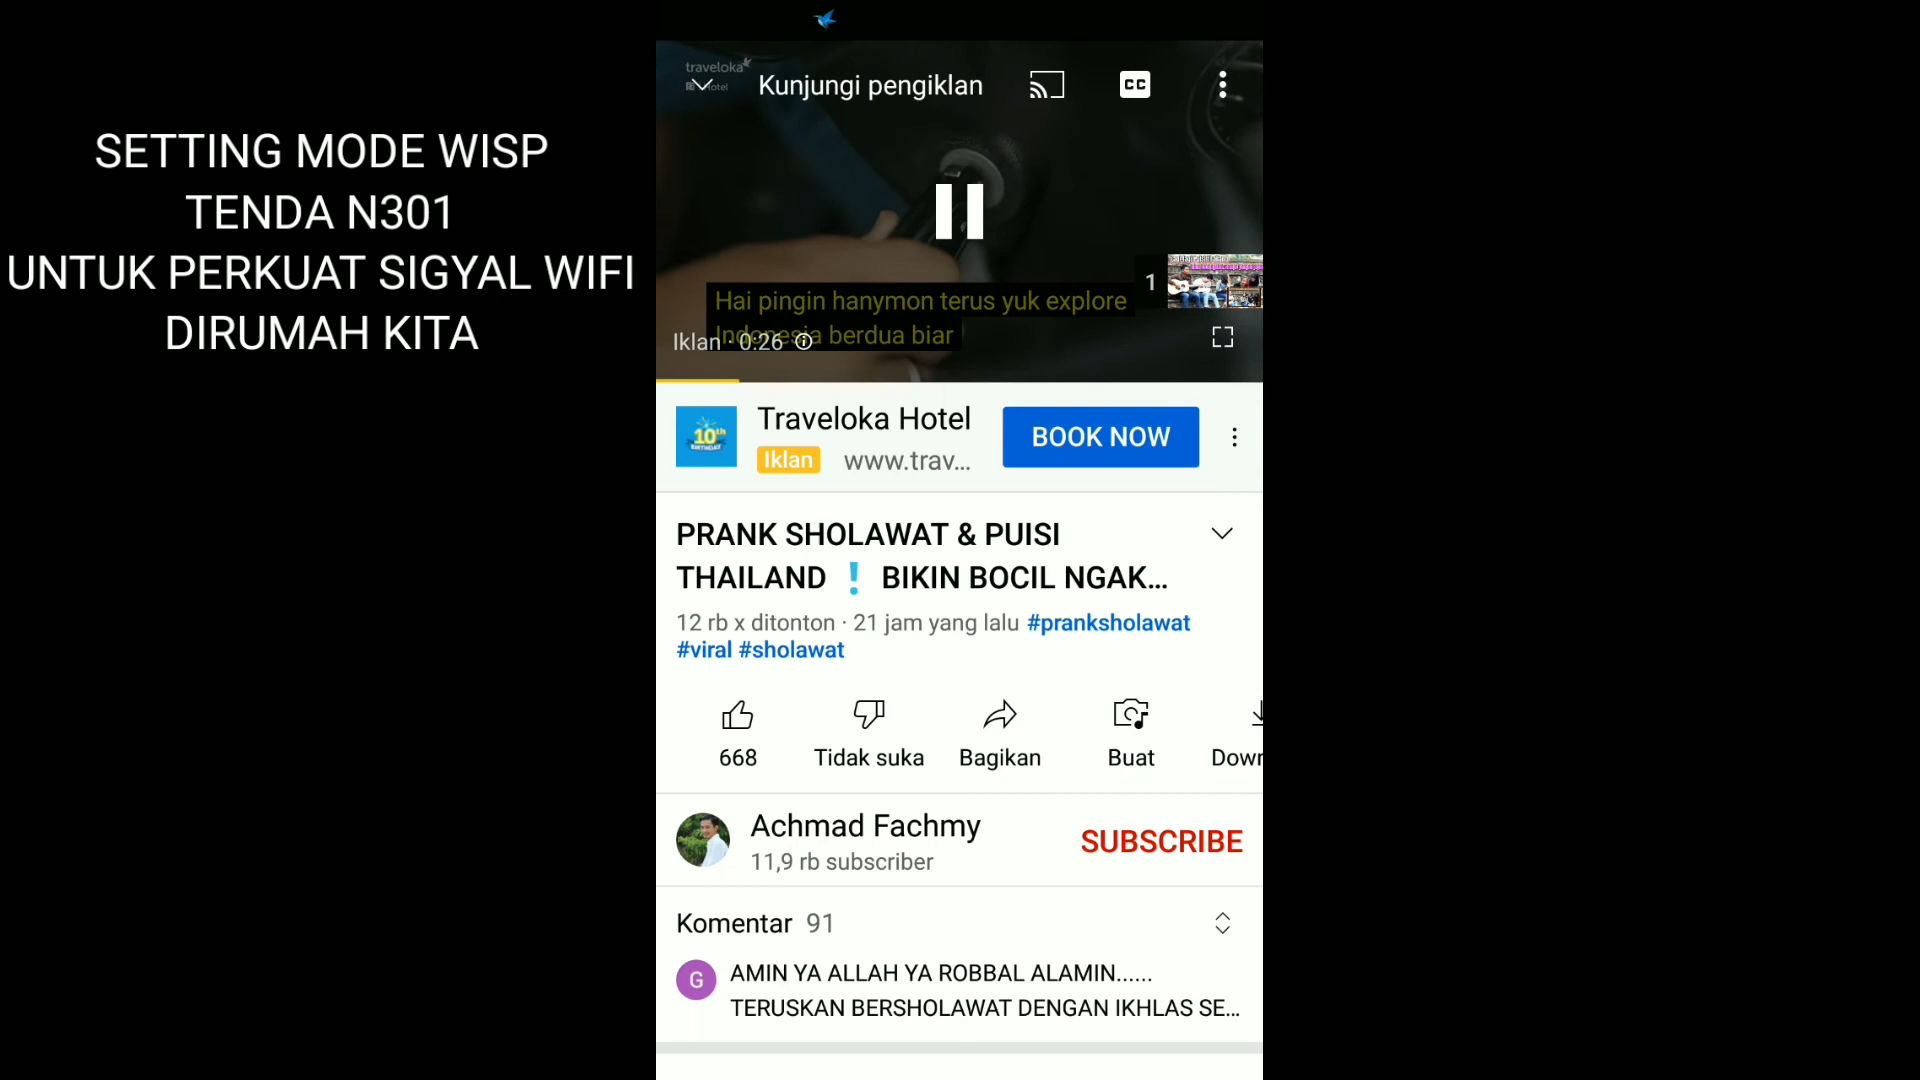 SETTING MODE WISP
TENDA N301
UNTUK PERKUAT SIGYAL WIFI
DIRUMAH KITA
traveloka
Kunjungi pengiklan
CC
1
Hai pingin hanymon terus yuk explore
Indonesia berdua biar
Iklan · 0:26
Traveloka Hotel
10th
BIRTHDAY
BOOK NOW
Iklan www.trav...
PRANK SHOLAWAT & PUISI
THAILAND ❗ BIKIN BOCIL NGAK...
12 rb x ditonton · 21 jam yang lalu #pranksholawat
#viral #sholawat
668
Tidak suka
Bagikan
Buat
Down
Achmad Fachmy
11,9 rb subscriber
SUBSCRIBE
Komentar 91
G
AMIN YA ALLAH YA ROBBAL ALAMIN......
TERUSKAN BERSHOLAWAT DENGAN IKHLAS SE...